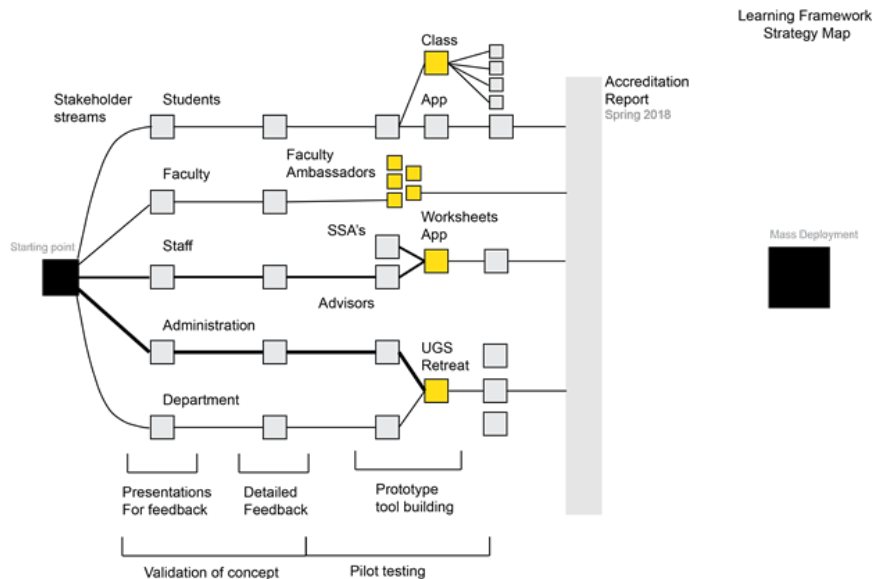 Learning Framework
Strategy Map
Class
Stakeholder
streams
Students
App
Accreditation
Report
Spring 2018
Faculty
Faculty
Ambassadors
Starting point
Staff
SSA's
Worksheets
App
Mass Deployment
Advisors
Administration
UGS
Retreat
Department
Presentations
For feedback
Detailed
Feedback
Prototype
tool building
Validation of concept
Pilot testing